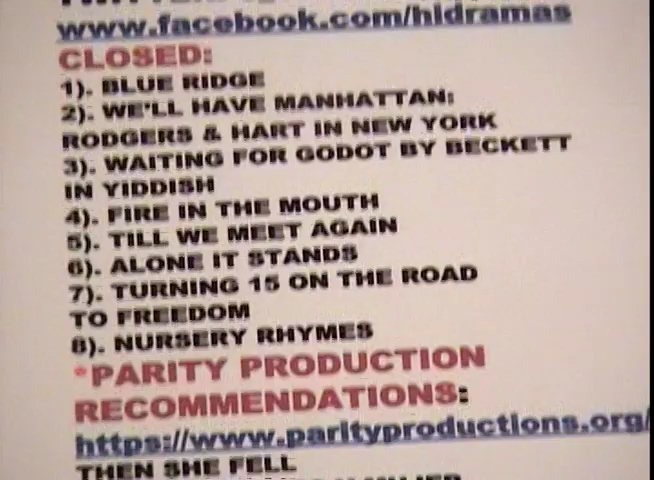 www.facebook.com/hldramas
CLOSED:
1). BLUE RIDGE
2). WE'LL HAVE MANHATTAN:
RODGERS & HART IN NEW YORK
3). WAITING FOR GODOT BY BECKETT
IN YIDDISH
4). FIRE IN THE MOUTH
5). TILL WE MEET AGAIN
6). ALONE IT STANDS
7). TURNING 15 ON THE ROAD
TO FREEDOM
8). NURSERY RHYMES
*PARITY PRODUCTION
RECOMMENDATIONS:
https://www.parityproductions.org/
THEN SHE FELL